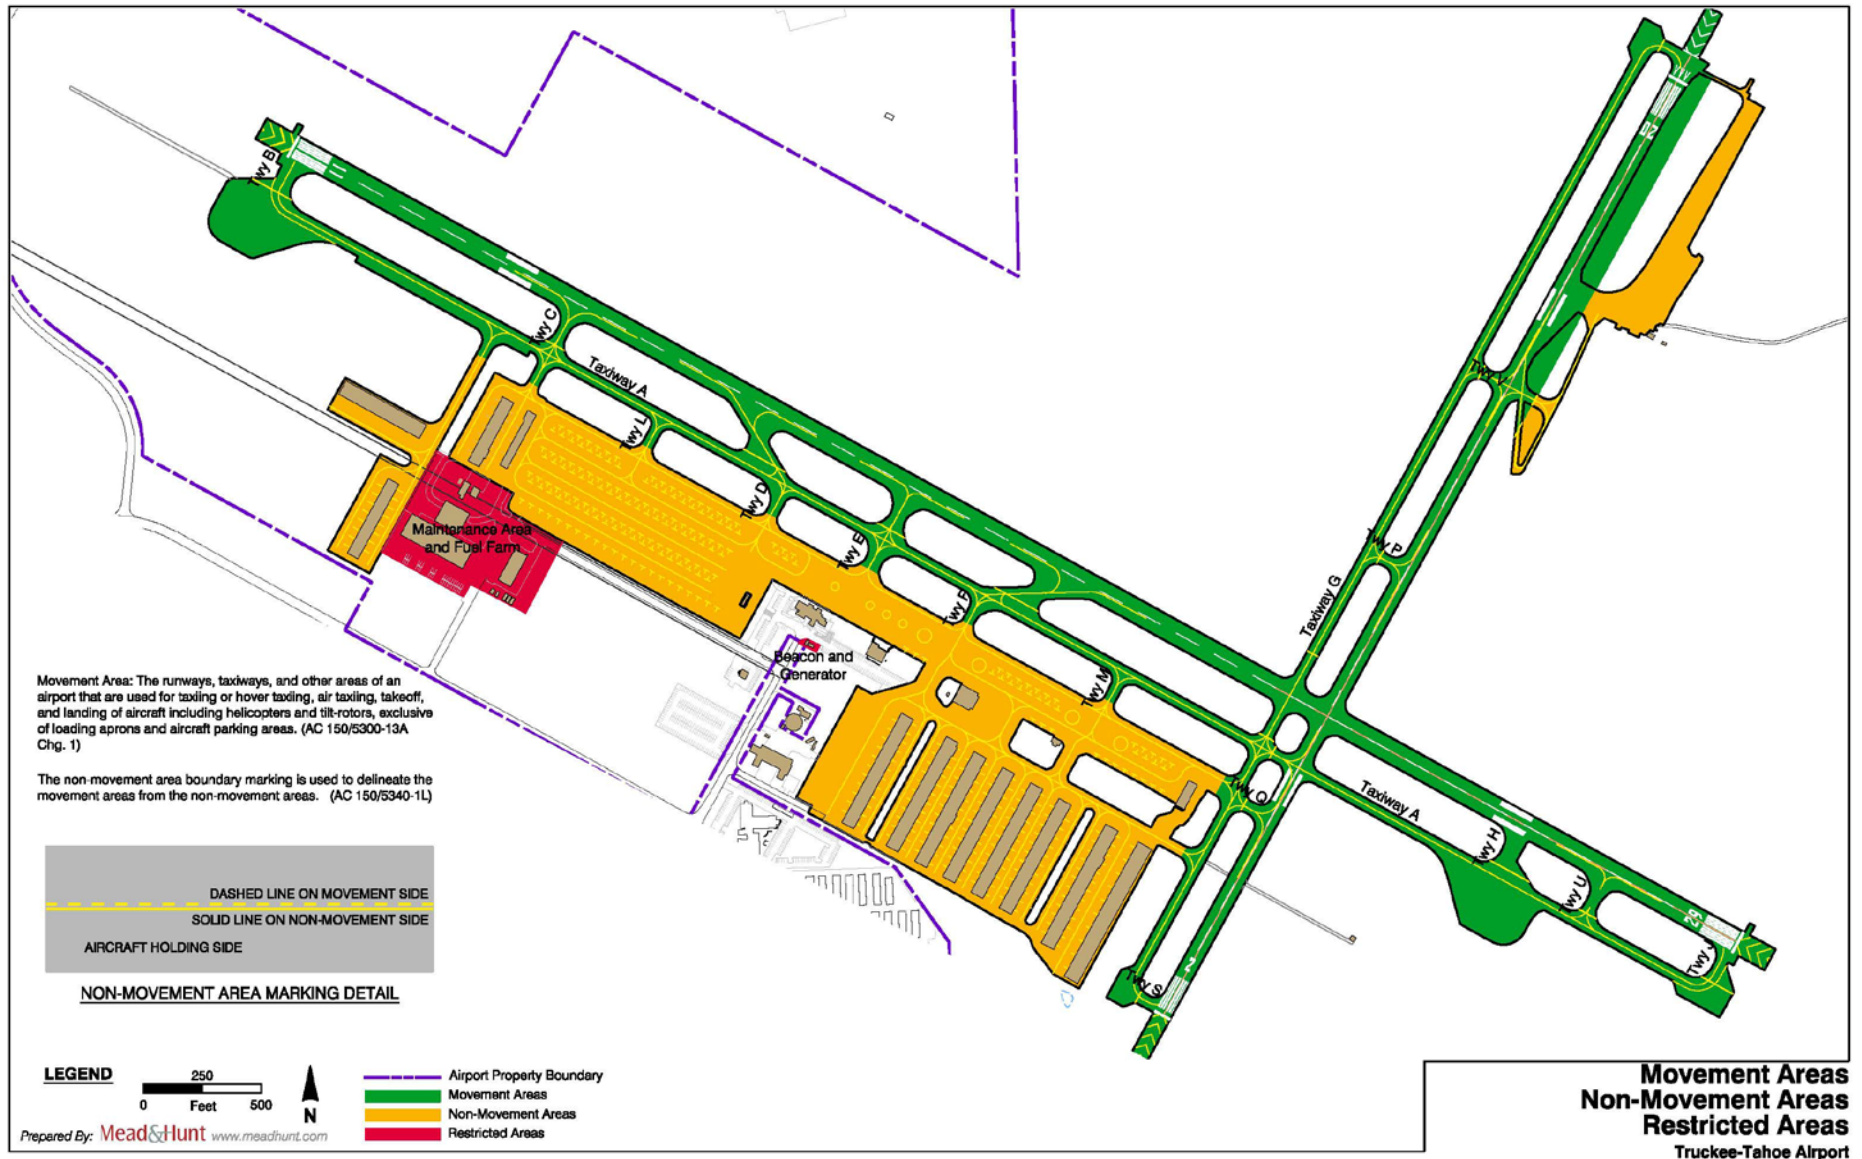 11
20
Twy B
Twy C
Taxiway A
Twy L
Twy D
Twy E
Twy F
Twy M
Twy V
Twy P
Taxiway G
Twy Q
Taxiway A
Twy H
Twy U
29
Twy J
Twy S
2
Maintenance Area
and Fuel Farm
Beacon and
Generator
Movement Area: The runways, taxiways, and other areas of an
airport that are used for taxiing or hover taxiing, air taxiing, takeoff,
and landing of aircraft including helicopters and tilt-rotors, exclusive
of loading aprons and aircraft parking areas. (AC 150/5300-13A
Chg. 1)
The non-movement area boundary marking is used to delineate the
movement areas from the non-movement areas. (AC 150/5340-1L)
DASHED LINE ON MOVEMENT SIDE
SOLID LINE ON NON-MOVEMENT SIDE
AIRCRAFT HOLDING SIDE
NON-MOVEMENT AREA MARKING DETAIL
LEGEND
250
0 Feet 500
N
Airport Property Boundary
Movement Areas
Non-Movement Areas
Restricted Areas
Prepared By: Mead&Hunt www.meadhunt.com
Movement Areas
Non-Movement Areas
Restricted Areas
Truckee-Tahoe Airport